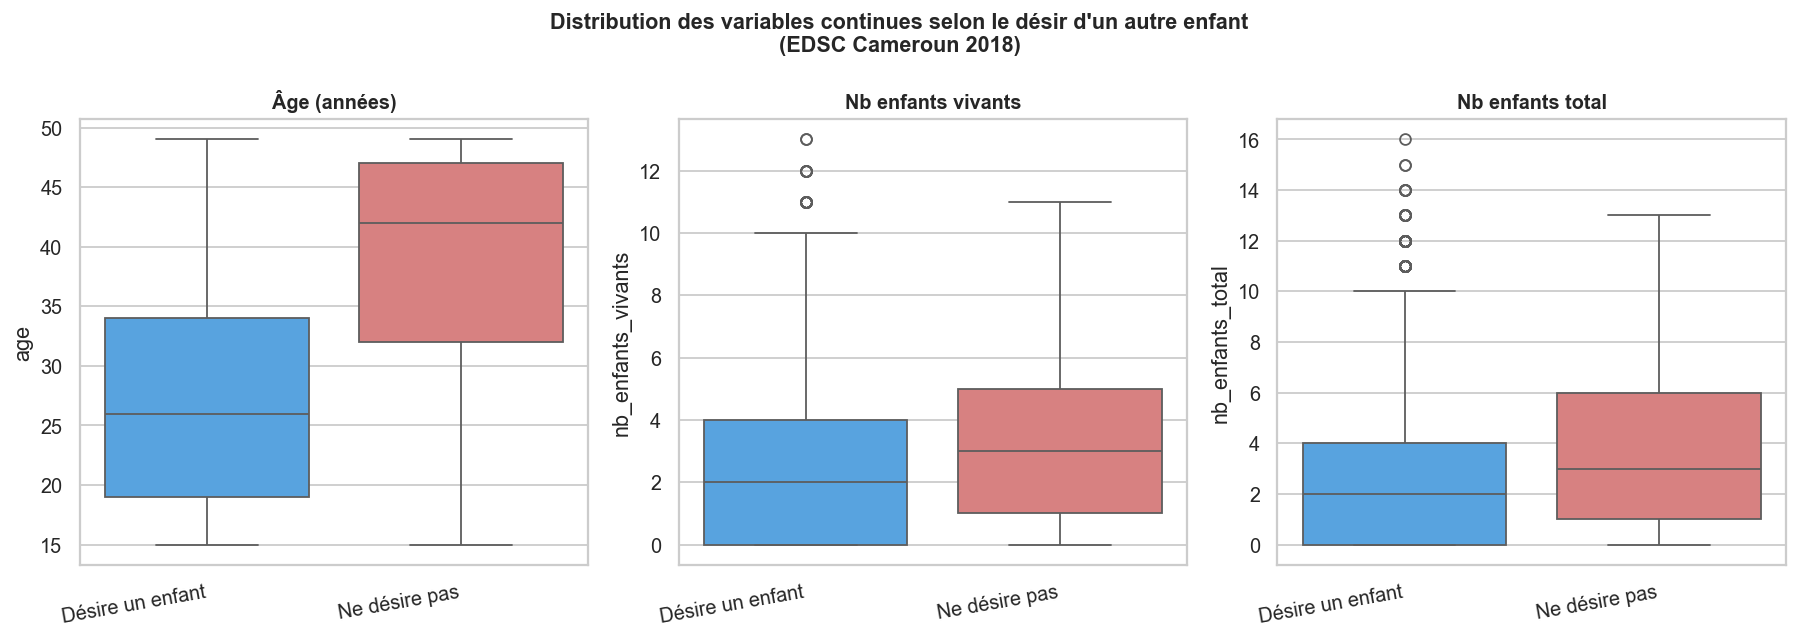 Distribution des variables continues selon le désir d'un autre enfant
(EDSC Cameroun 2018)
Âge (années)
50
45
40
35
30
25
20
15
age
Désire un enfant
Ne désire pas
Nb enfants vivants
12
10
8
6
4
2
0
nb_enfants_vivants
Désire un enfant
Ne désire pas
Nb enfants total
16
14
12
10
8
6
4
2
0
nb_enfants_total
Désire un enfant
Ne désire pas